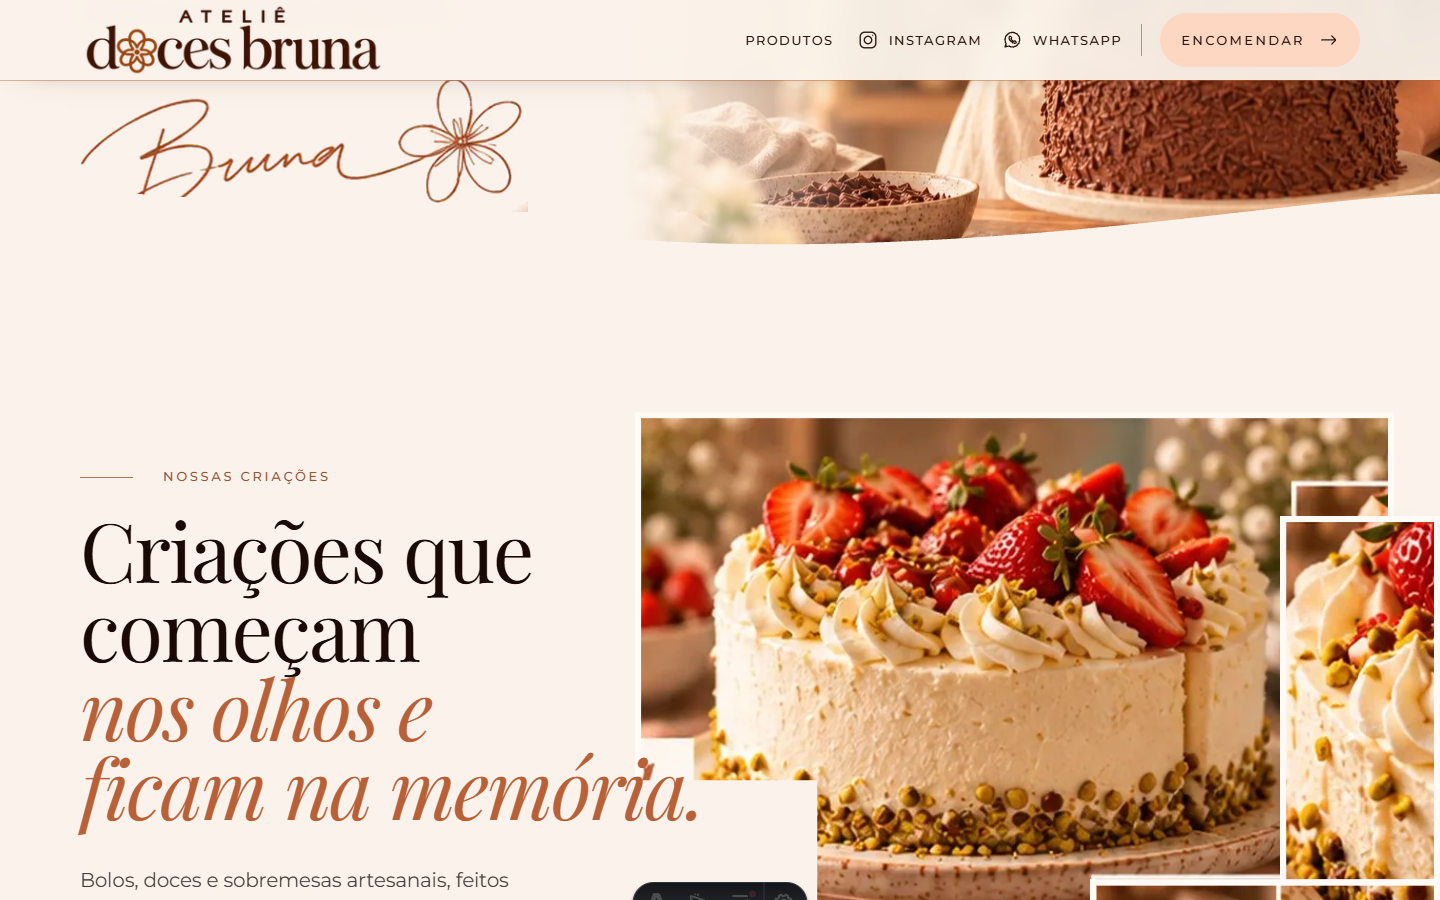 ATELIÊ
doces bruna
PRODUTOS
INSTAGRAM
WHATSAPP
ENCOMENDAR
Bruna
NOSSAS CRIAÇÕES
Criações que
começam
nos olhos e
ficam na memória.
Bolos, doces e sobremesas artesanais, feitos